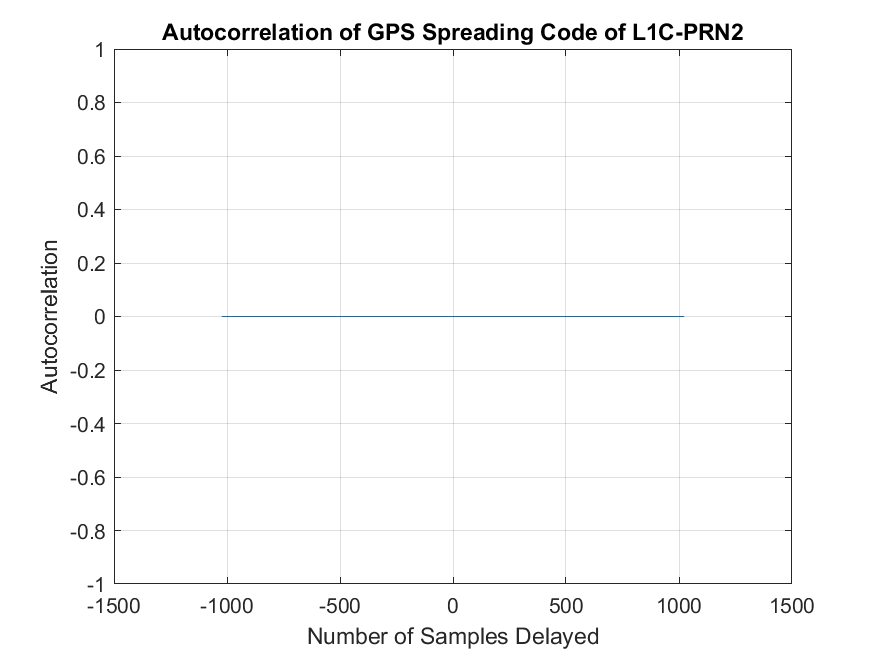 Autocorrelation of GPS Spreading Code of L1C-PRN2
1
0.8
0.6
0.4
0.2
0
-0.2
-0.4
-0.6
-0.8
-1
Autocorrelation
-1500 -1000 -500 0 500 1000 1500
Number of Samples Delayed